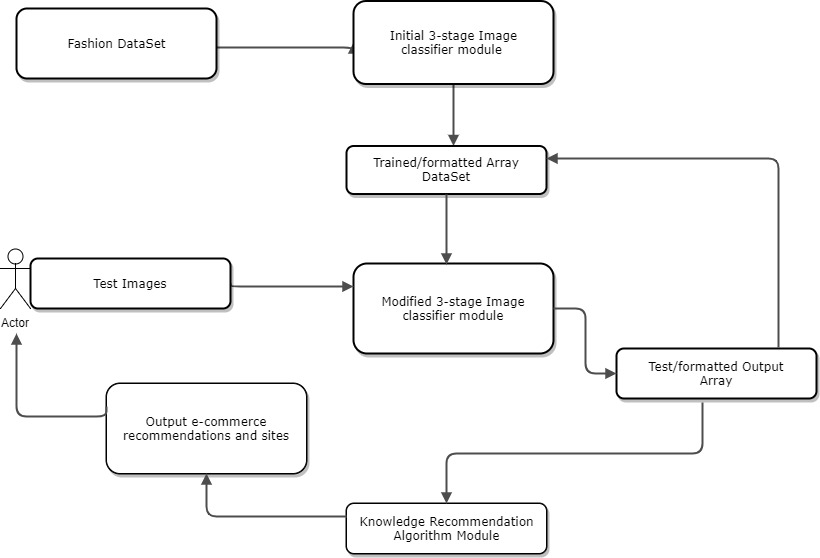 Fashion DataSet
Initial 3-stage Image
classifier module
Trained/formatted Array
DataSet
Test Images
Actor
Modified 3-stage Image
classifier module
Test/formatted Output
Array
Output e-commerce
recommendations and sites
Knowledge Recommendation
Algorithm Module